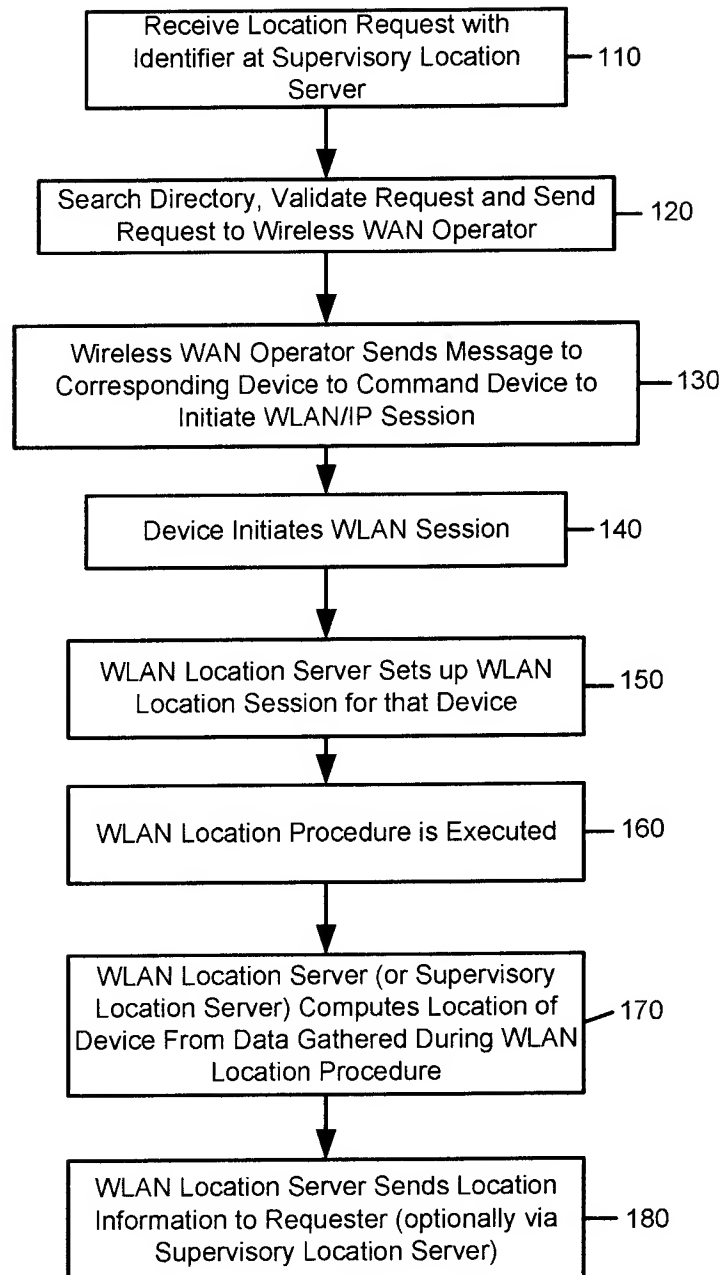 Receive Location Request with
Identifier at Supervisory Location
Server
110
Search Directory, Validate Request and Send
Request to Wireless WAN Operator
120
Wireless WAN Operator Sends Message to
Corresponding Device to Command Device to
Initiate WLAN/IP Session
130
Device Initiates WLAN Session
140
WLAN Location Server Sets up WLAN
Location Session for that Device
150
WLAN Location Procedure is Executed
160
WLAN Location Server (or Supervisory
Location Server) Computes Location of
Device From Data Gathered During WLAN
Location Procedure
170
WLAN Location Server Sends Location
Information to Requester (optionally via
Supervisory Location Server)
180